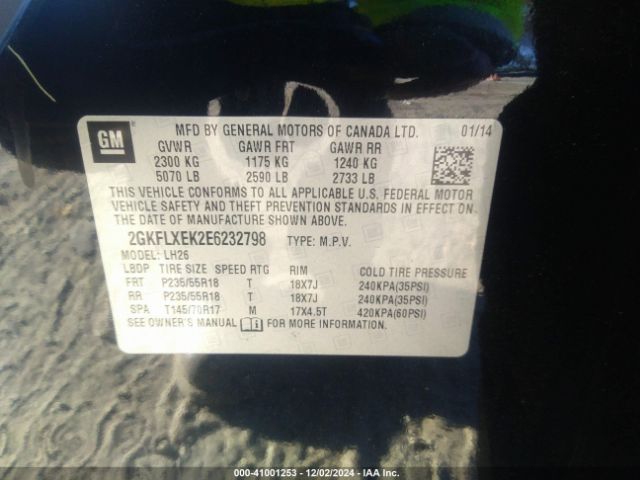 GM
MFD BY GENERAL MOTORS OF CANADA LTD. 01/14
GVWR GAWR FRT GAWR RR
2300 KG 1175 KG 1240 KG
5070 LB 2590 LB 2733 LB
THIS VEHICLE CONFORMS TO ALL APPLICABLE U.S. FEDERAL MOTOR
VEHICLE SAFETY AND THEFT PREVENTION STANDARDS IN EFFECT ON
THE DATE OF MANUFACTURE SHOWN ABOVE.
2GKFLXEK2E6232798 TYPE: M.P.V.
MODEL: LH26
LBDP TIRE SIZE SPEED RTG RIM COLD TIRE PRESSURE
FRT P235/55R18 T 18X7J 240KPA(35PSI)
RR P235/55R18 T 18X7J 240KPA(35PSI)
SPA T145/70R17 M 17X4.5T 420KPA(60PSI)
SEE OWNER'S MANUAL FOR MORE INFORMATION.
000-41001253 - 12/02/2024 - IAA Inc.